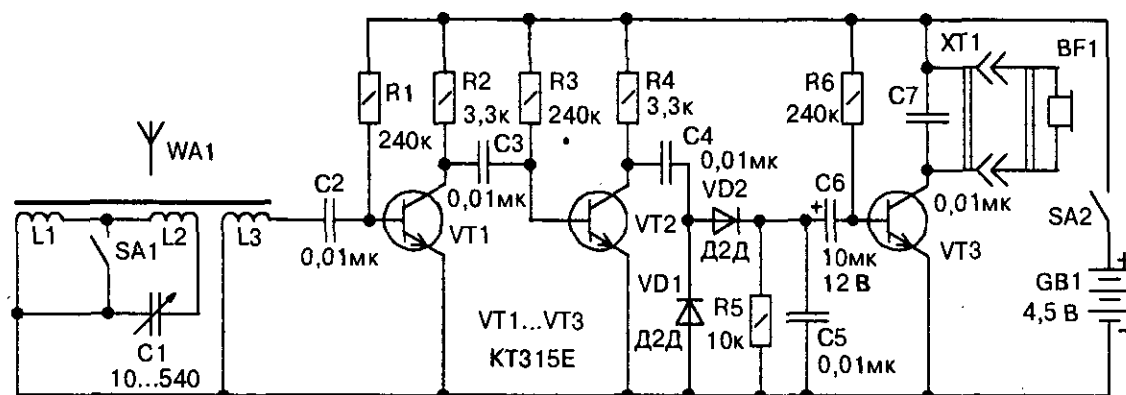 XT1
BF1
R1
240к
R2
3,3к
R3
240к
R4
3,3к
R6
240к
C7
0,01мк
WA1
C3
0,01мк
C4
0,01мк
VD2
Д2Д
C6
+
10мк
12 В
C2
0,01мк
L1
SA1
L2
L3
VT1
VT2
VT3
SA2
VD1
Д2Д
R5
10к
C5
0,01мк
+
GB1
4,5 В
-
C1
10...540
VT1...VT3
КТ315Е